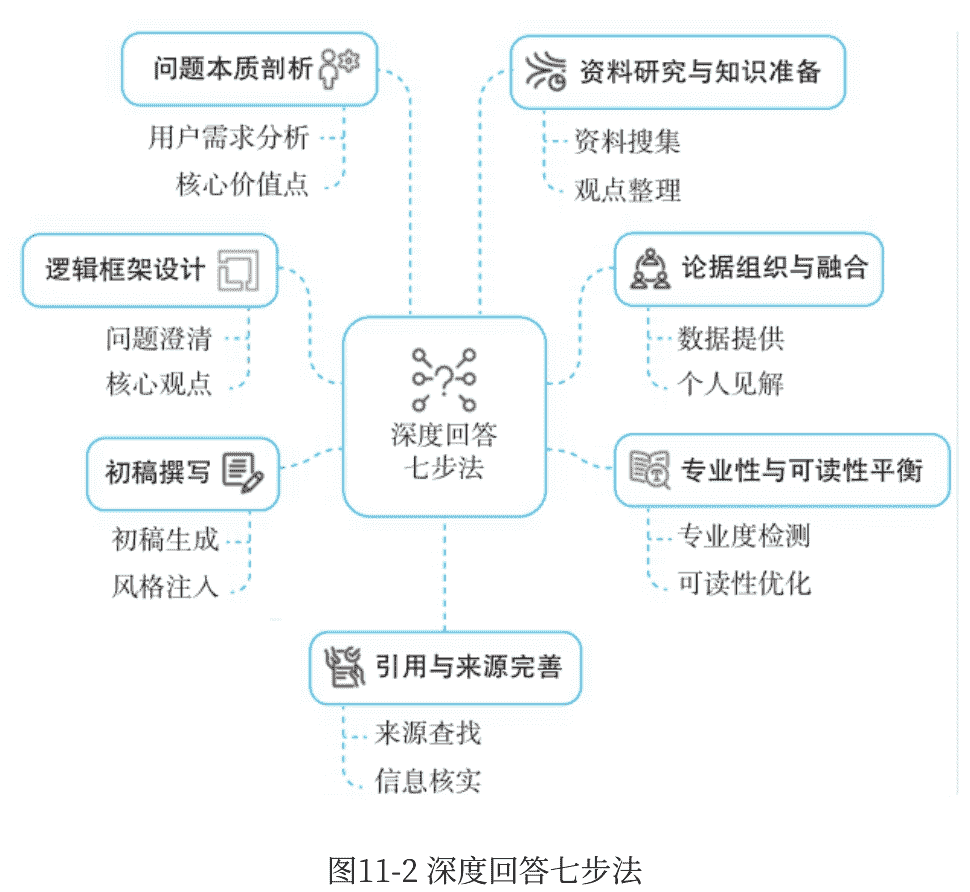 问题本质剖析
用户需求分析
核心价值点
资料研究与知识准备
资料搜集
观点整理
逻辑框架设计
问题澄清
核心观点
论据组织与融合
数据提供
个人见解
?
深度回答
七步法
初稿撰写
初稿生成
风格注入
专业性与可读性平衡
专业度检测
可读性优化
引用与来源完善
来源查找
信息核实
图11-2 深度回答七步法